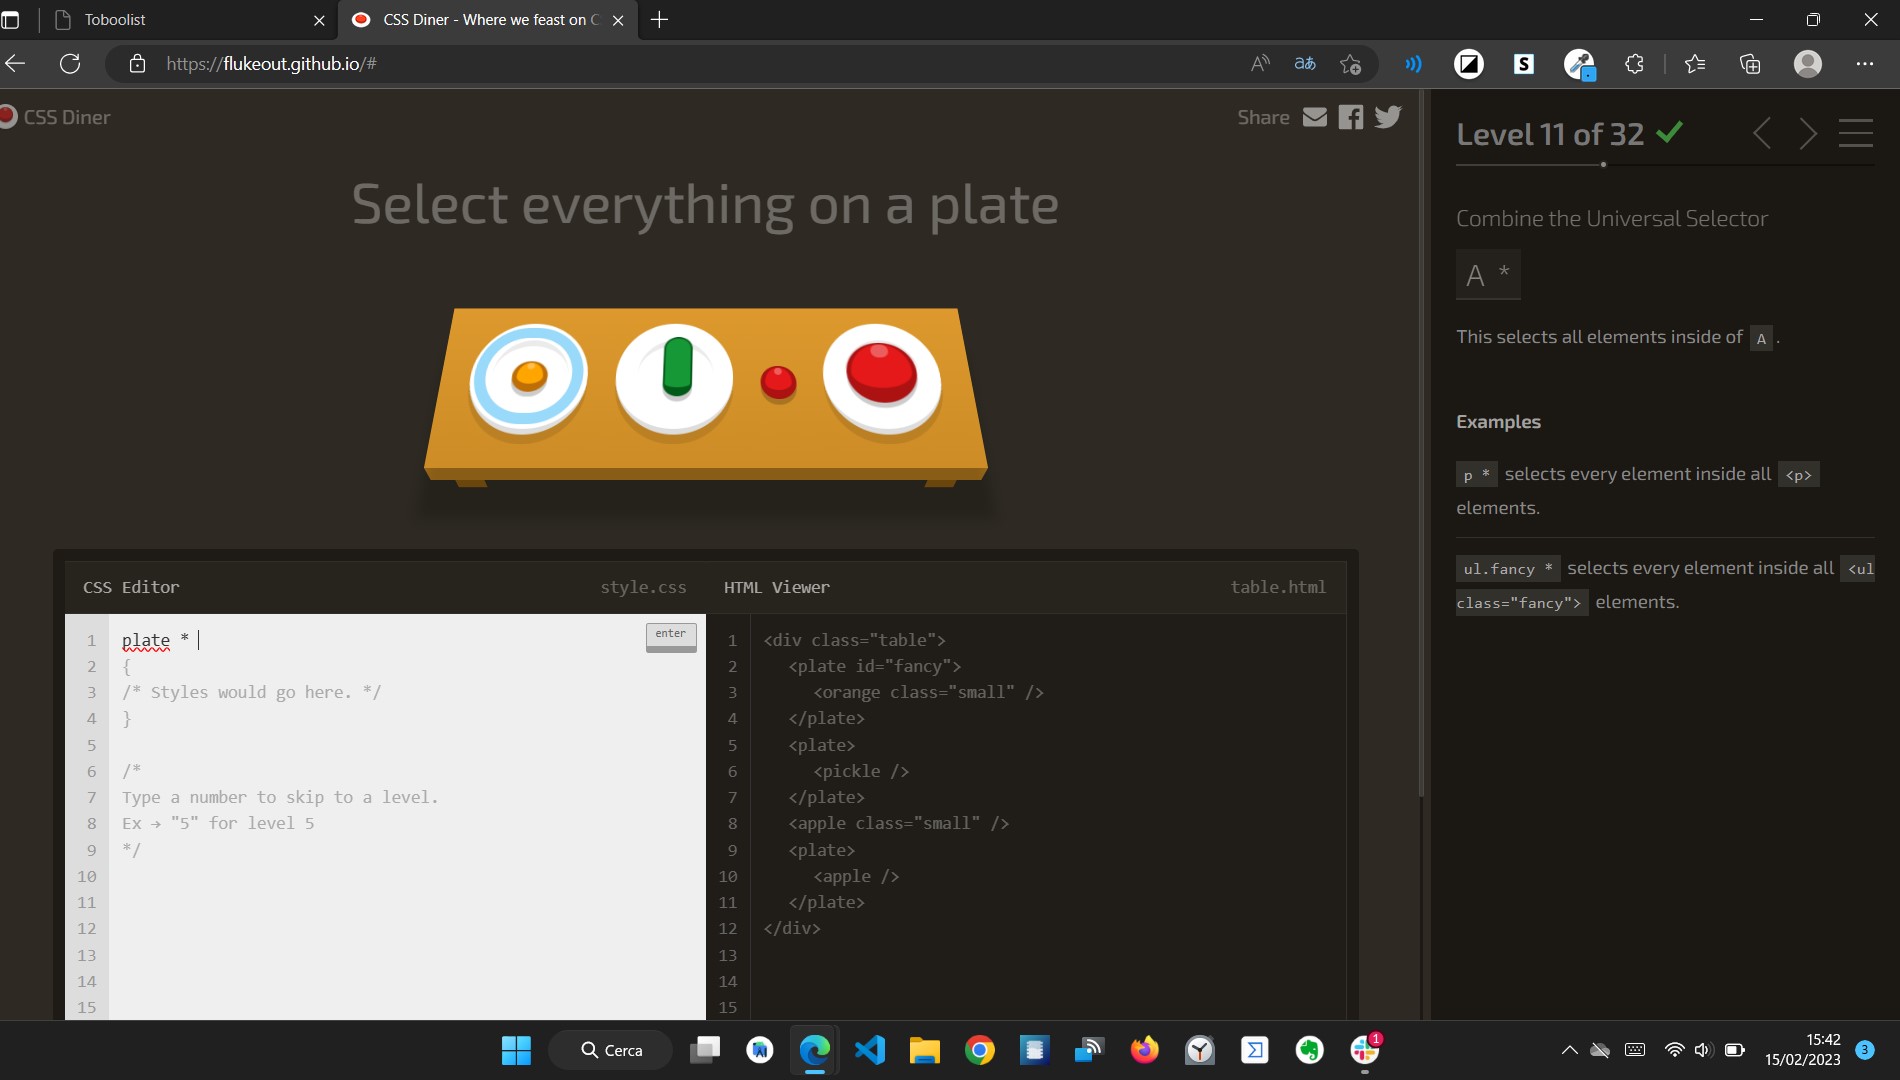 Toboolist
CSS Diner - Where we feast on C
https://flukeout.github.io/#
CSS Diner
Share
Level 11 of 32
Select everything on a plate
Combine the Universal Selector
A *
This selects all elements inside of A .
Examples
p * selects every element inside all <p>
elements.
ul.fancy * selects every element inside all <ul
class="fancy"> elements.
CSS Editor
style.css
HTML Viewer
table.html
enter
1 plate *
2 {
3 /* Styles would go here. */
4 }
5
6 /*
7 Type a number to skip to a level.
8 Ex → "5" for level 5
9 */
10
11
12
13
14
15
1 <div class="table">
2 <plate id="fancy">
3 <orange class="small" />
4 </plate>
5 <plate>
6 <pickle />
7 </plate>
8 <apple class="small" />
9 <plate>
10 <apple />
11 </plate>
12 </div>
13
14
15
Cerca
1
15:42
15/02/2023
3